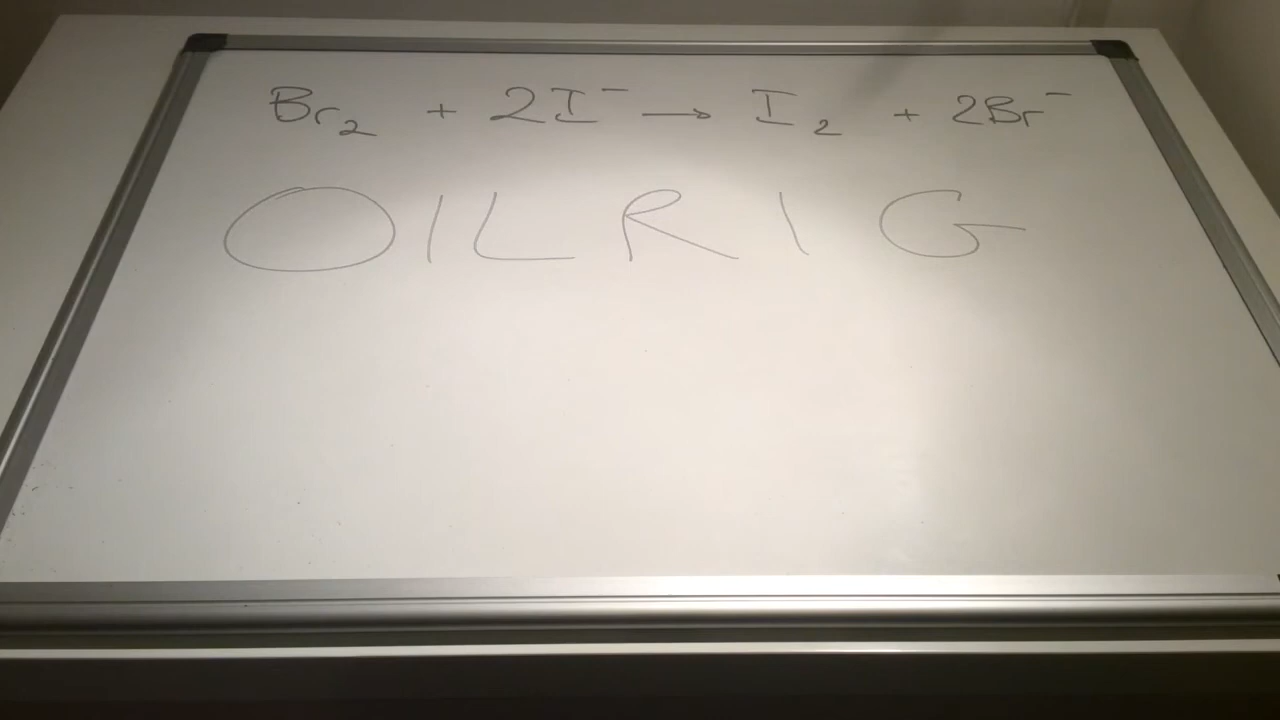 Br₂ + 2I⁻ → I₂ + 2Br⁻
OIL RIG